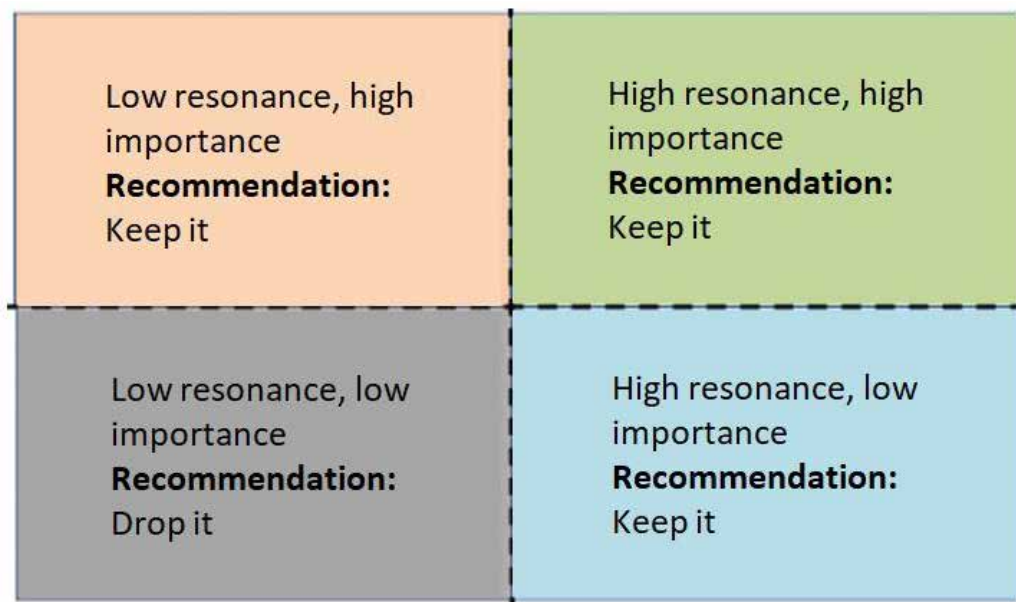 Low resonance, high
importance
Recommendation:
Keep it
High resonance, high
importance
Recommendation:
Keep it
Low resonance, low
importance
Recommendation:
Drop it
High resonance, low
importance
Recommendation:
Keep it